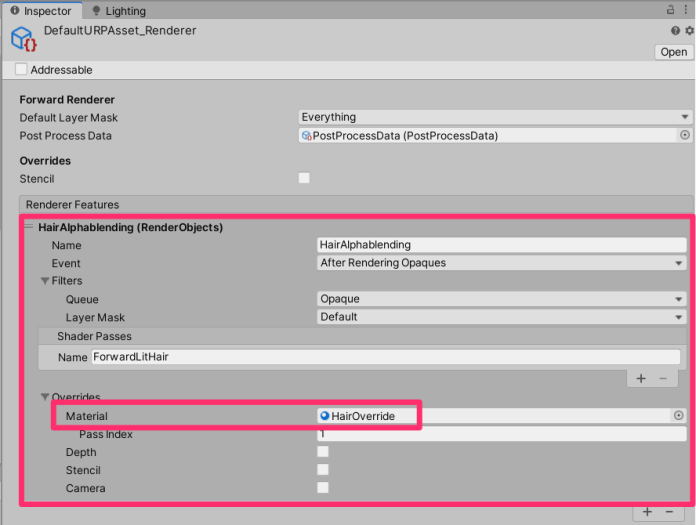 Inspector Lighting
DefaultURPAsset_Renderer
Open
Addressable
Forward Renderer
Default Layer Mask Everything
Post Process Data PostProcessData (PostProcessData)
Overrides
Stencil
Renderer Features
HairAlphablending (RenderObjects)
Name HairAlphablending
Event After Rendering Opaques
Filters
Queue Opaque
Layer Mask Default
Shader Passes
Name ForwardLitHair
Overrides
Material HairOverride
Pass Index 1
Depth
Stencil
Camera